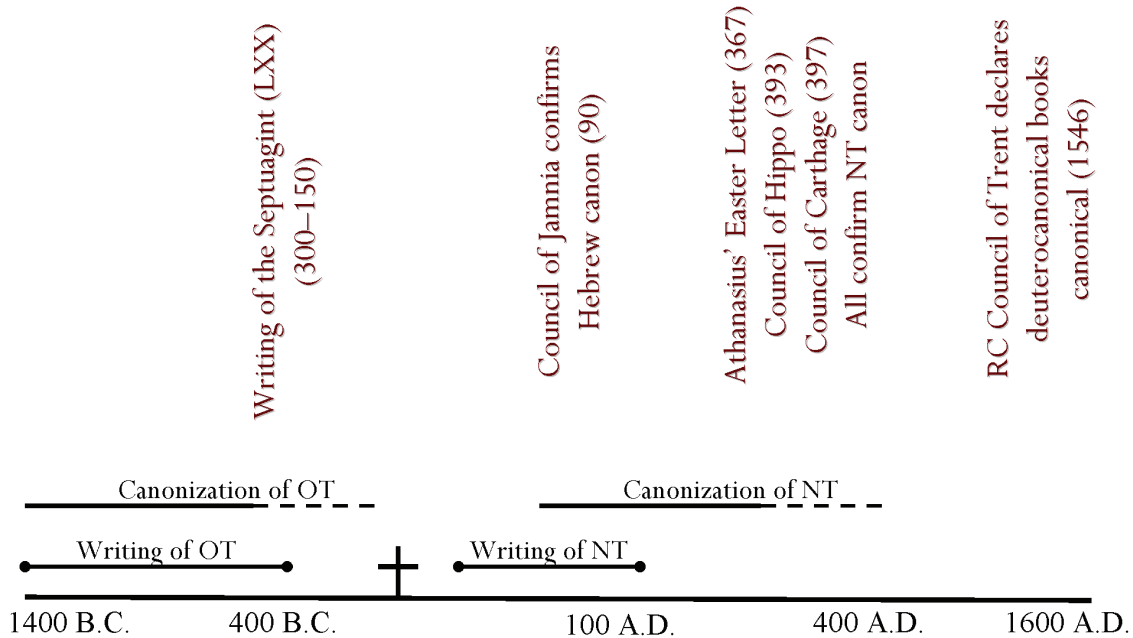 Writing of the Septuagint (LXX)
(300–150)
Council of Jamnia confirms
Hebrew canon (90)
Athanasius’ Easter Letter (367)
Council of Hippo (393)
Council of Carthage (397)
All confirm NT canon
RC Council of Trent declares
deuterocanonical books
canonical (1546)
Canonization of OT
Canonization of NT
Writing of OT
Writing of NT
1400 B.C.
400 B.C.
100 A.D.
400 A.D.
1600 A.D.